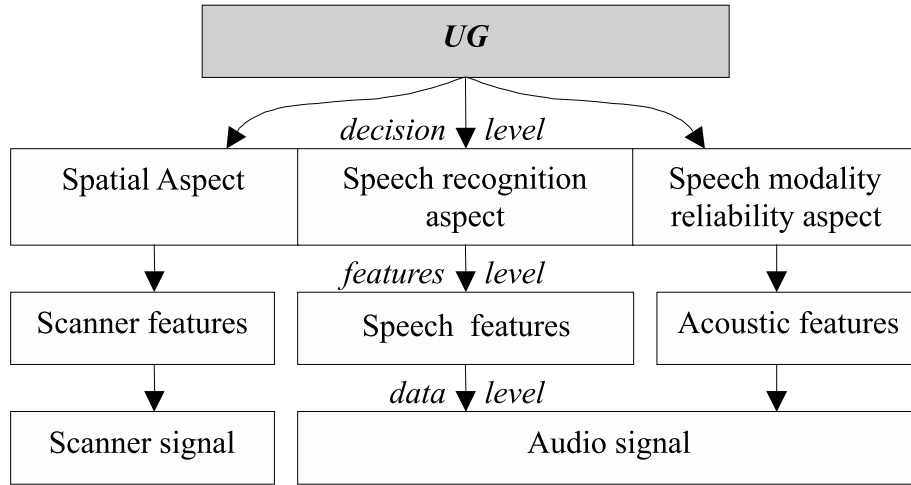 UG
decision level
Spatial Aspect
Speech recognition
aspect
Speech modality
reliability aspect
features level
Scanner features
Speech features
Acoustic features
data level
Scanner signal
Audio signal